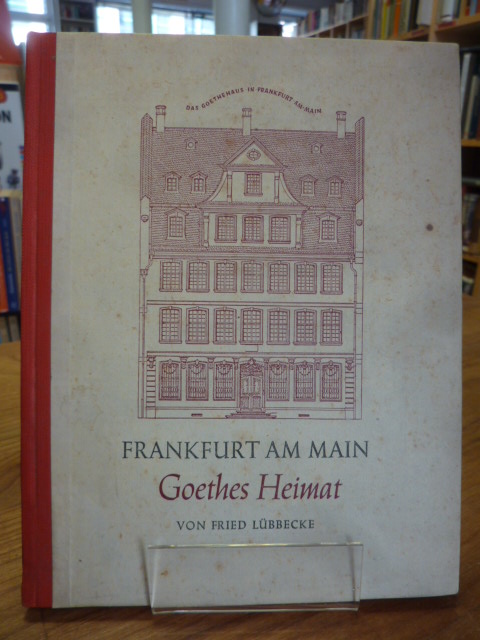 DAS GOETHEHAUS IN FRANKFURT AM MAIN
FRANKFURT AM MAIN
Goethes Heimat
VON FRIED LÜBBECKE